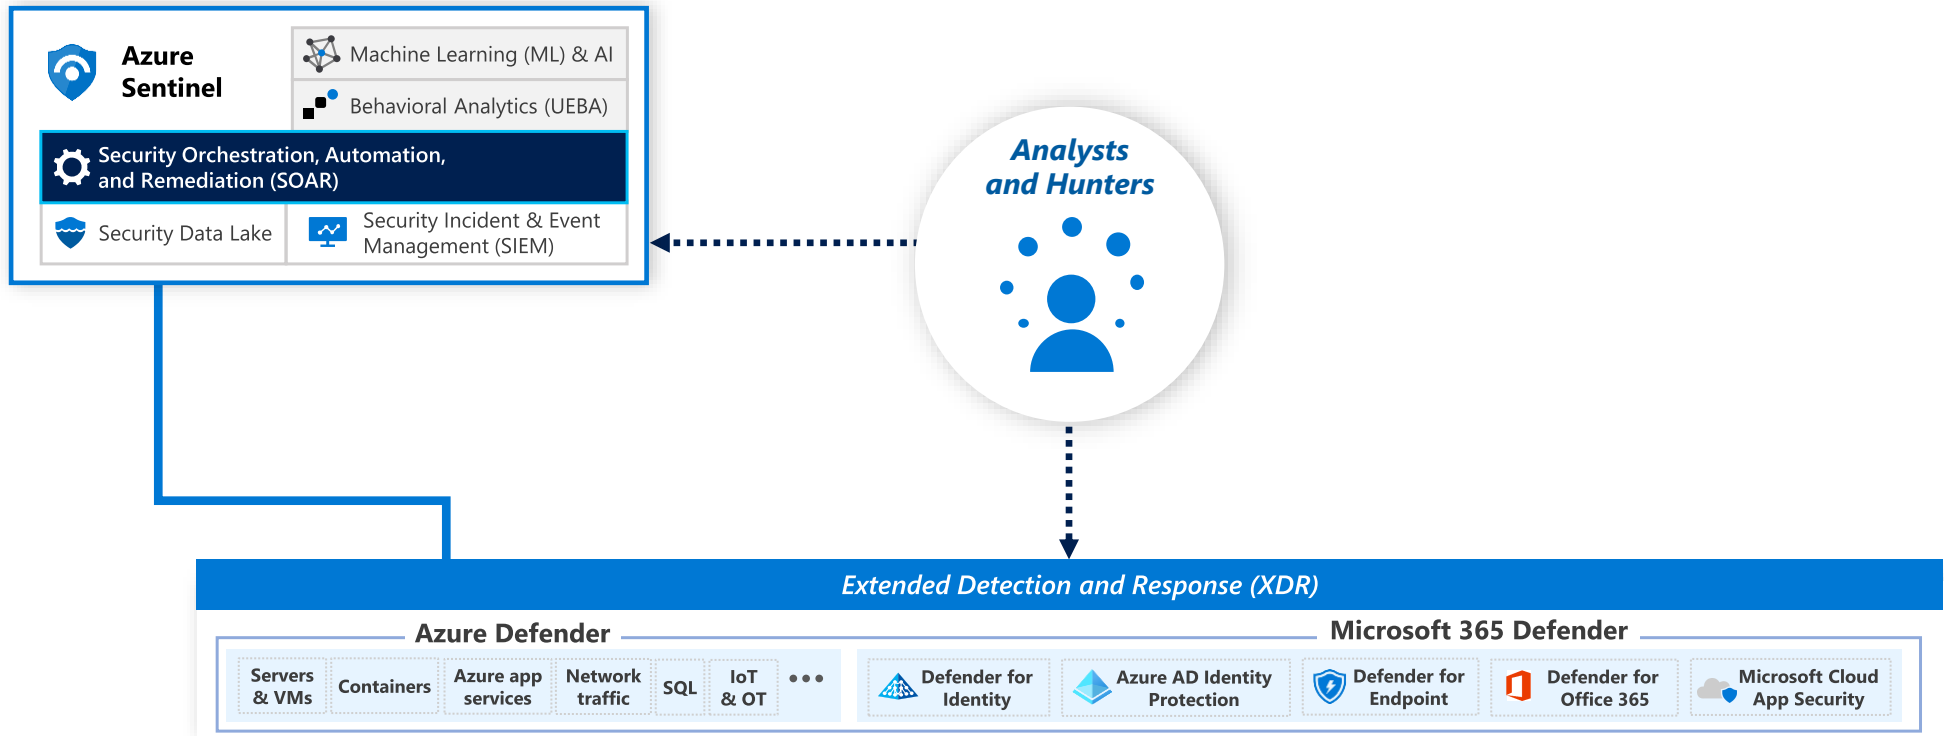 Azure
Sentinel
Machine Learning (ML) & AI
Behavioral Analytics (UEBA)
Security Orchestration, Automation,
and Remediation (SOAR)
Security Data Lake
Security Incident & Event
Management (SIEM)
Analysts
and Hunters
Extended Detection and Response (XDR)
Azure Defender
Microsoft 365 Defender
Servers
& VMs
Containers
Azure app
services
Network
traffic
SQL
IoT
& OT
•••
Defender for
Identity
Azure AD Identity
Protection
Defender for
Endpoint
Defender for
Office 365
Microsoft Cloud
App Security